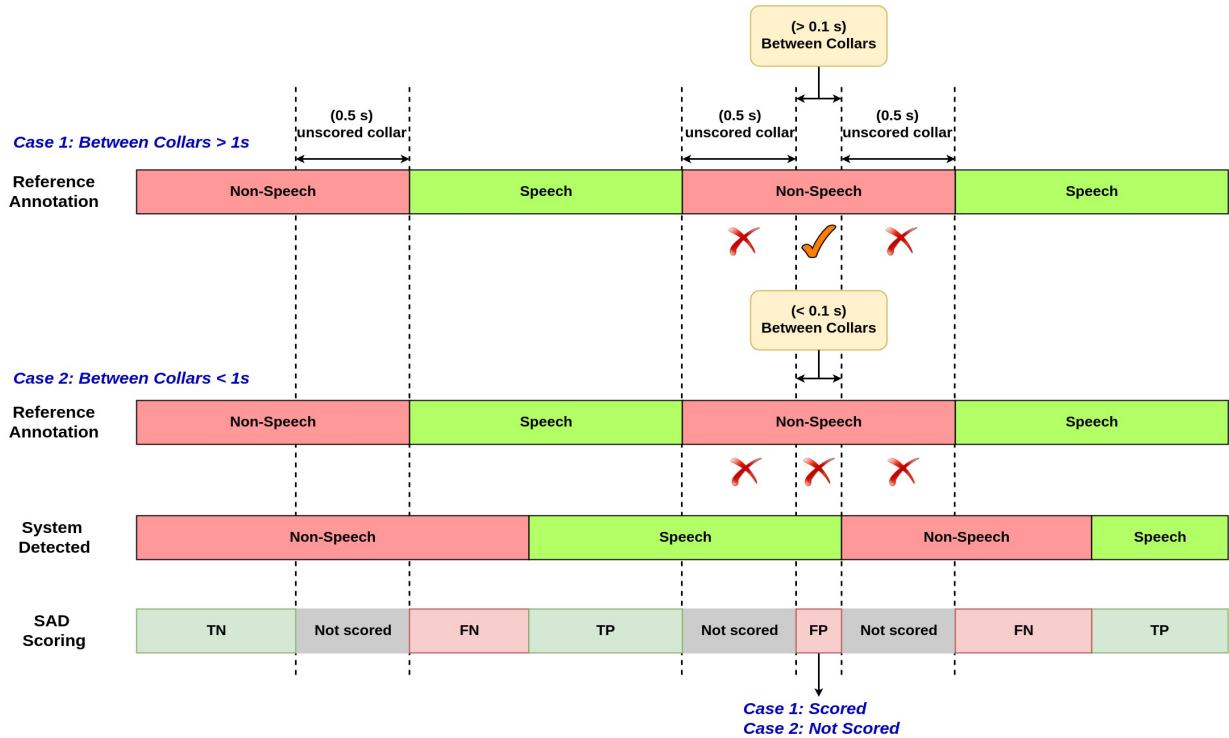 (> 0.1 s)
Between Collars
(0.5 s)
unscored collar
(0.5 s)
unscored collar
(0.5 s)
unscored collar
Case 1: Between Collars > 1s
Reference
Annotation
Non-Speech
Speech
Non-Speech
Speech
(< 0.1 s)
Between Collars
Case 2: Between Collars < 1s
Reference
Annotation
Non-Speech
Speech
Non-Speech
Speech
System
Detected
Non-Speech
Speech
Non-Speech
Speech
SAD
Scoring
TN
Not scored
FN
TP
Not scored
FP
Not scored
FN
TP
Case 1: Scored
Case 2: Not Scored